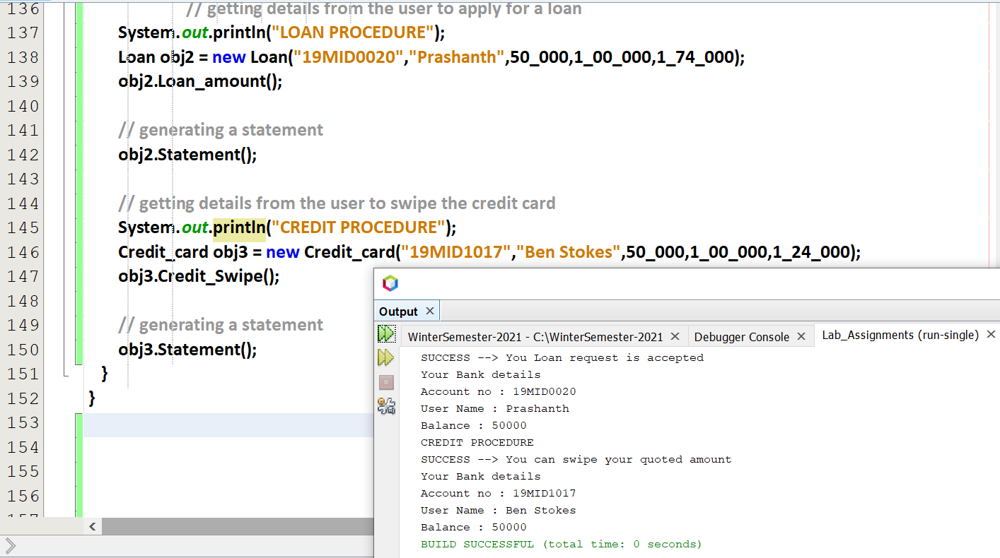 136 // getting details from the user to apply for a loan
137 System.out.println("LOAN PROCEDURE");
138 Loan obj2 = new Loan("19MID0020","Prashanth",50_000,1_00_000,1_74_000);
139 obj2.Loan_amount();
140
141 // generating a statement
142 obj2.Statement();
143
144 // getting details from the user to swipe the credit card
145 System.out.println("CREDIT PROCEDURE");
146 Credit_card obj3 = new Credit_card("19MID1017","Ben Stokes",50_000,1_00_000,1_24_000);
147 obj3.Credit_Swipe();
148
149 // generating a statement
150 obj3.Statement();
151 }
152 }
153
154
155
156
Output
WinterSemester-2021 - C:\WinterSemester-2021 Debugger Console Lab_Assignments (run-single)
SUCCESS --> You Loan request is accepted
Your Bank details
Account no : 19MID0020
User Name : Prashanth
Balance : 50000
CREDIT PROCEDURE
SUCCESS --> You can swipe your quoted amount
Your Bank details
Account no : 19MID1017
User Name : Ben Stokes
Balance : 50000
BUILD SUCCESSFUL (total time: 0 seconds)